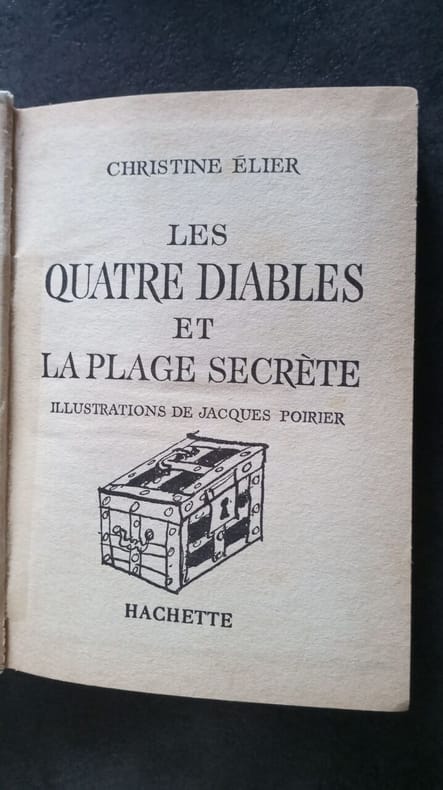 CHRISTINE ÉLIER
LES
QUATRE DIABLES
ET
LA PLAGE SECRÈTE
ILLUSTRATIONS DE JACQUES POIRIER
HACHETTE